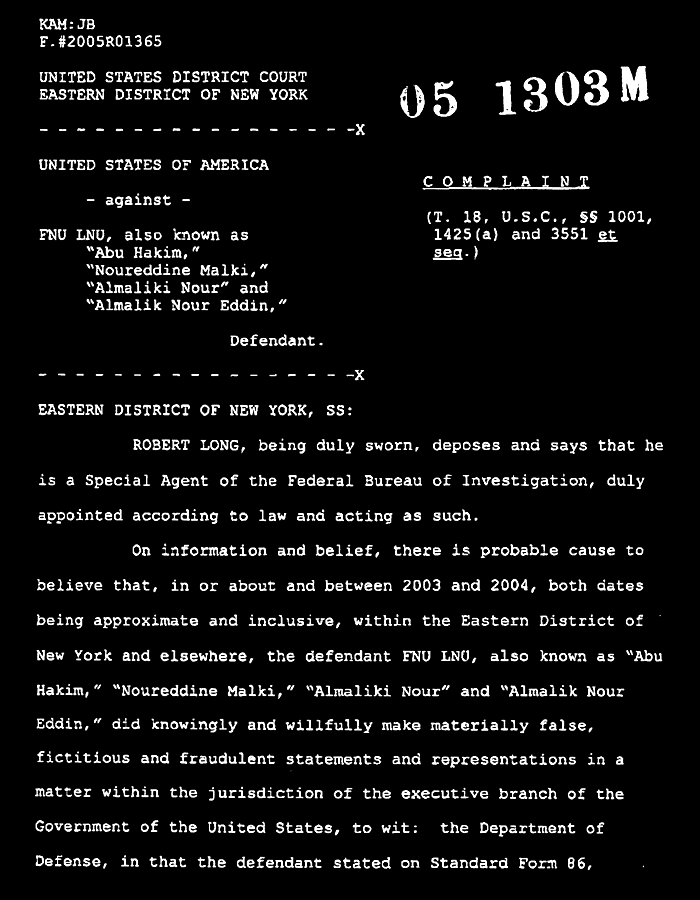 KAM:JB
F.#2005R01365
UNITED STATES DISTRICT COURT
EASTERN DISTRICT OF NEW YORK
05 1303 M
- - - - - - - - - - - - - - - - -X
UNITED STATES OF AMERICA
C O M P L A I N T
- against -
(T. 18, U.S.C., §§ 1001,
1425(a) and 3551 et
seq.)
FNU LNU, also known as
"Abu Hakim,"
"Noureddine Malki,"
"Almaliki Nour" and
"Almalik Nour Eddin,"
Defendant.
- - - - - - - - - - - - - - - - -X
EASTERN DISTRICT OF NEW YORK, SS:
ROBERT LONG, being duly sworn, deposes and says that he
is a Special Agent of the Federal Bureau of Investigation, duly
appointed according to law and acting as such.
On information and belief, there is probable cause to
believe that, in or about and between 2003 and 2004, both dates
being approximate and inclusive, within the Eastern District of
New York and elsewhere, the defendant FNU LNU, also known as "Abu
Hakim," "Noureddine Malki," "Almaliki Nour" and "Almalik Nour
Eddin," did knowingly and willfully make materially false,
fictitious and fraudulent statements and representations in a
matter within the jurisdiction of the executive branch of the
Government of the United States, to wit: the Department of
Defense, in that the defendant stated on Standard Form 86,